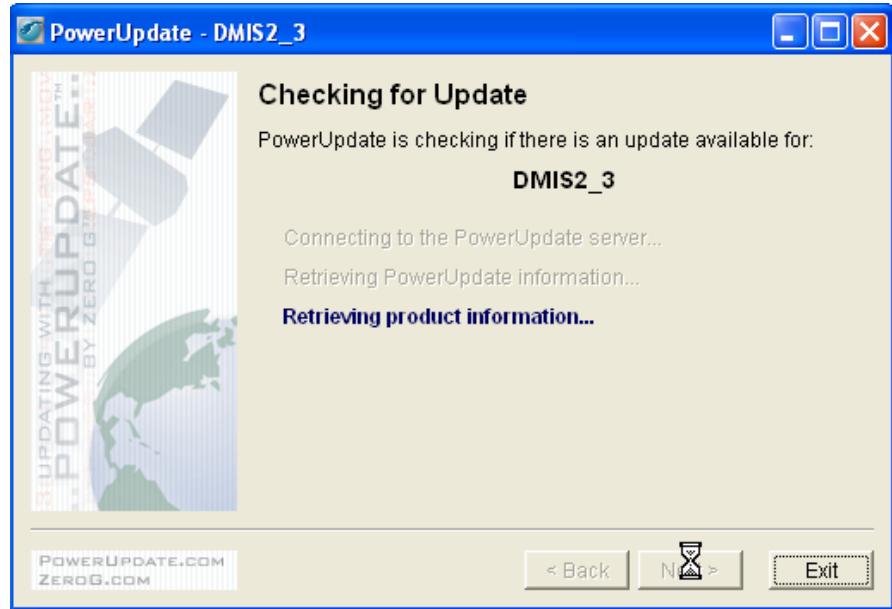 PowerUpdate - DMIS2_3
Checking for Update
PowerUpdate is checking if there is an update available for:
DMIS2_3
Connecting to the PowerUpdate server...
Retrieving PowerUpdate information...
Retrieving product information...
UPDATING WITH
..POWERUPDATE™..
BY ZERO G
POWERUPDATE.COM
ZEROG.COM
< Back
Exit